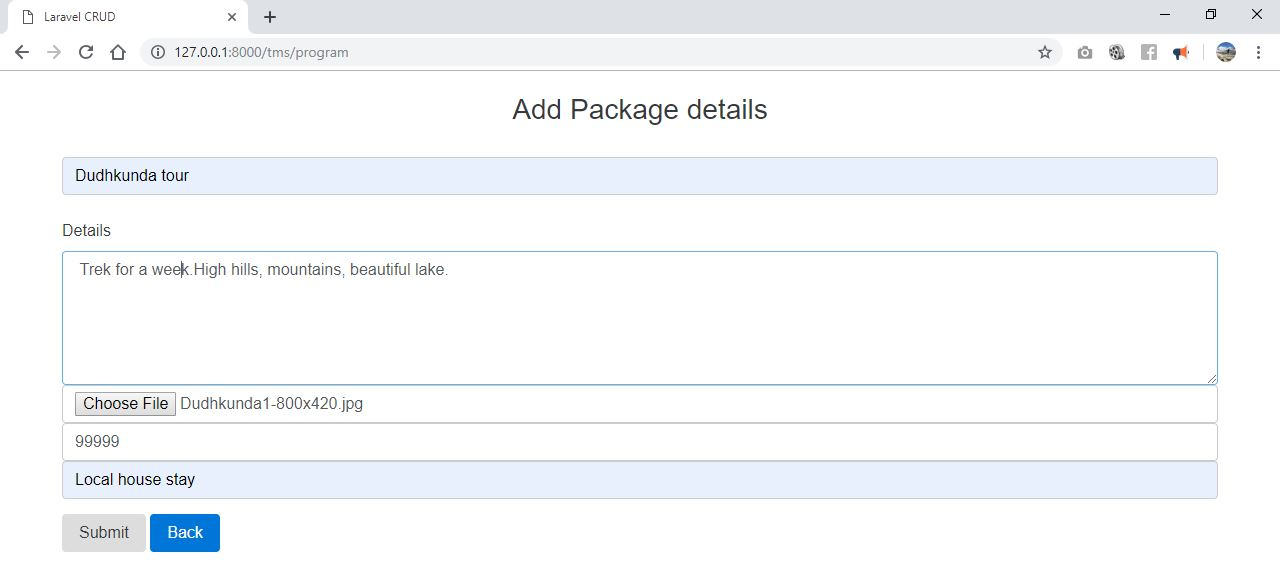 Laravel CRUD
127.0.0.1:8000/tms/program
Add Package details
Dudhkunda tour
Details
Trek for a week.High hills, mountains, beautiful lake.
Choose File Dudhkunda1-800x420.jpg
99999
Local house stay
Submit Back